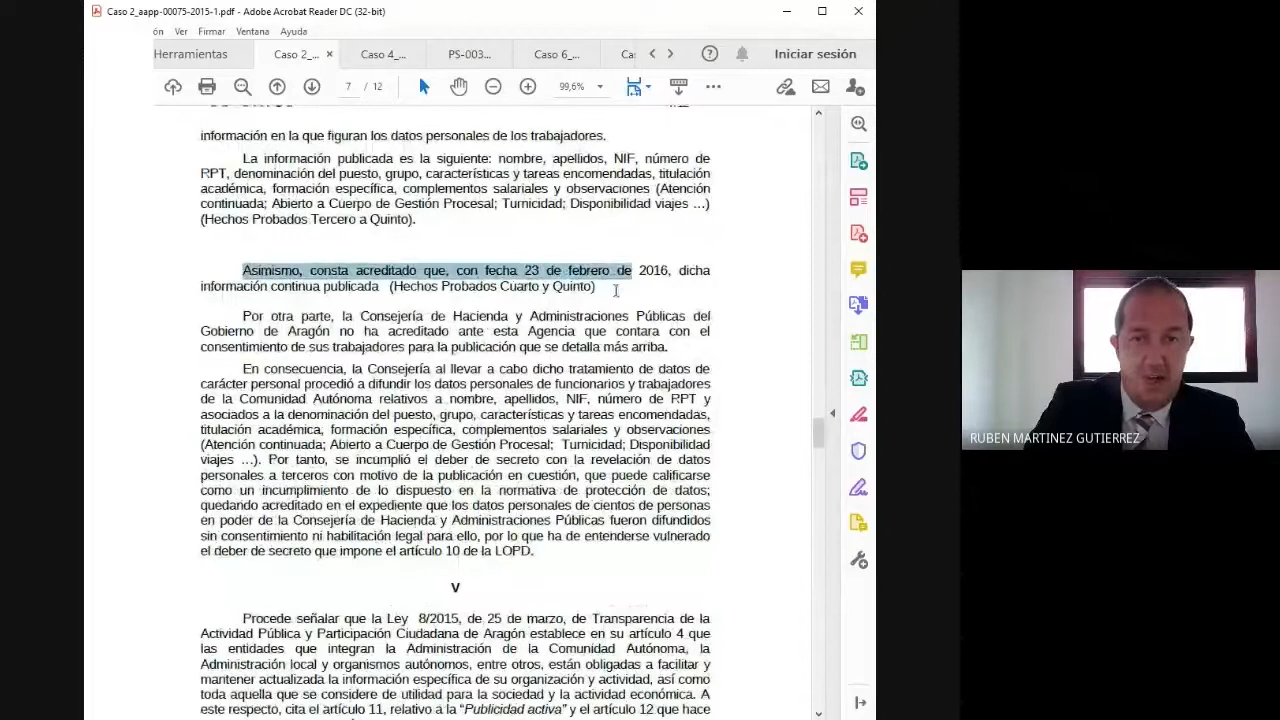 Caso 2_aapp-00075-2015-1.pdf - Adobe Acrobat Reader DC (32-bit)
ón Ver Firmar Ventana Ayuda
Herramientas Caso 2_... × Caso 4_... PS-003... Caso 6_... Ca: Iniciar sesión
7 / 12 99,6%
información en la que figuran los datos personales de los trabajadores.
La información publicada es la siguiente: nombre, apellidos, NIF, número de
RPT, denominación del puesto, grupo, características y tareas encomendadas, titulación
académica, formación específica, complementos salariales y observaciones (Atención
continuada; Abierto a Cuerpo de Gestión Procesal; Turnicidad; Disponibilidad viajes ...)
(Hechos Probados Tercero a Quinto).
Asimismo, consta acreditado que, con fecha 23 de febrero de 2016, dicha
información continua publicada (Hechos Probados Cuarto y Quinto)
Por otra parte, la Consejería de Hacienda y Administraciones Públicas del
Gobierno de Aragón no ha acreditado ante esta Agencia que contara con el
consentimiento de sus trabajadores para la publicación que se detalla más arriba.
En consecuencia, la Consejería al llevar a cabo dicho tratamiento de datos de
carácter personal procedió a difundir los datos personales de funcionarios y trabajadores
de la Comunidad Autónoma relativos a nombre, apellidos, NIF, número de RPT y
asociados a la denominación del puesto, grupo, características y tareas encomendadas,
titulación académica, formación específica, complementos salariales y observaciones
(Atención continuada; Abierto a Cuerpo de Gestión Procesal; Turnicidad; Disponibilidad
viajes ...). Por tanto, se incumplió el deber de secreto con la revelación de datos
personales a terceros con motivo de la publicación en cuestión, que puede calificarse
como un incumplimiento de lo dispuesto en la normativa de protección de datos;
quedando acreditado en el expediente que los datos personales de cientos de personas
en poder de la Consejería de Hacienda y Administraciones Públicas fueron difundidos
sin consentimiento ni habilitación legal para ello, por lo que ha de entenderse vulnerado
el deber de secreto que impone el artículo 10 de la LOPD.
V
Procede señalar que la Ley 8/2015, de 25 de marzo, de Transparencia de la
Actividad Pública y Participación Ciudadana de Aragón establece en su artículo 4 que
las entidades que integran la Administración de la Comunidad Autónoma, la
Administración local y organismos autónomos, entre otros, están obligadas a facilitar y
mantener actualizada la información específica de su organización y actividad, así como
toda aquella que se considere de utilidad para la sociedad y la actividad económica. A
este respecto, cita el artículo 11, relativo a la “Publicidad activa” y el artículo 12 que hace
RUBEN MARTINEZ GUTIERREZ